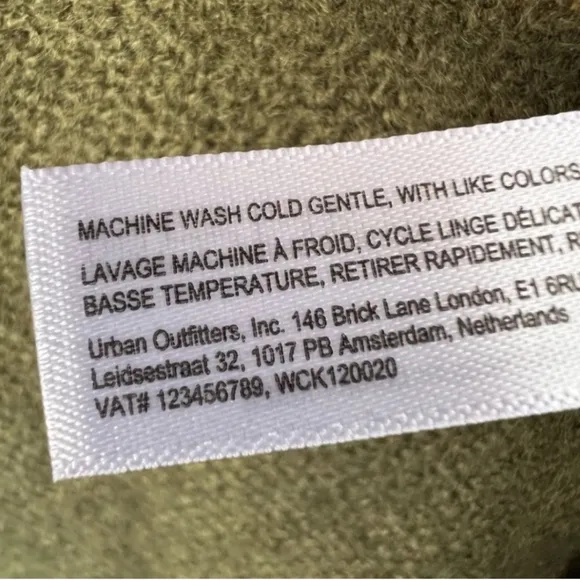 MACHINE WASH COLD GENTLE, WITH LIKE COLORS
LAVAGE MACHINE À FROID, CYCLE LINGE DÉLICAT
BASSE TEMPERATURE, RETIRER RAPIDEMENT,
Urban Outfitters, Inc. 146 Brick Lane London, E1 6RU
Leidsestraat 32, 1017 PB Amsterdam, Netherlands
VAT# 123456789, WCK120020